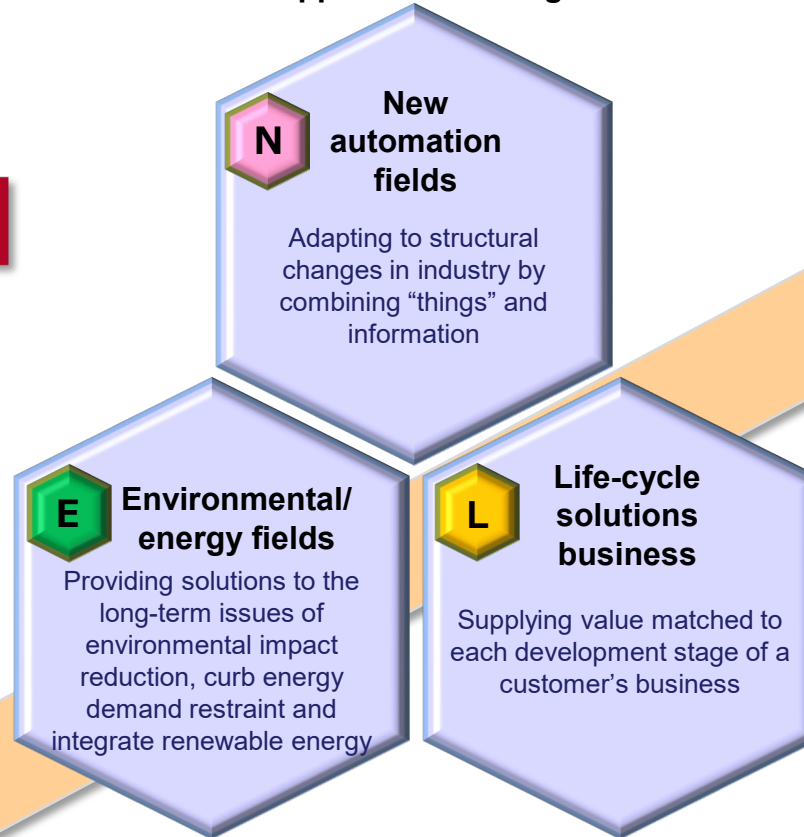 N
New
automation
fields
Adapting to structural
changes in industry by
combining “things” and
information
E
Environmental/
energy fields
Providing solutions to the
long-term issues of
environmental impact
reduction, curb energy
demand restraint and
integrate renewable energy
L
Life-cycle
solutions
business
Supplying value matched to
each development stage of a
customer’s business